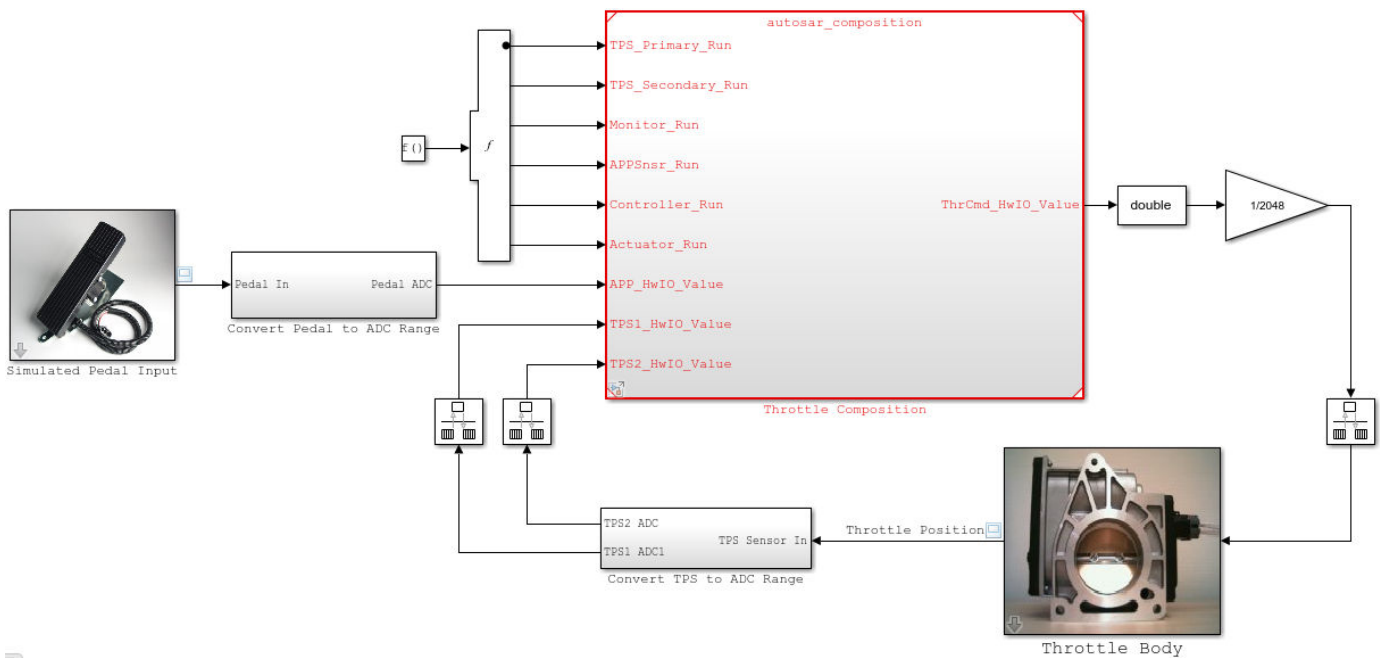 autosar_composition
TPS_Primary_Run
TPS_Secondary_Run
Monitor_Run
f ()
f
APPSnsr_Run
Controller_Run
ThrCmd_HwIO_Value
double
1/2048
Actuator_Run
Pedal In
Pedal ADC
APP_HwIO_Value
Convert Pedal to ADC Range
TPS1_HwIO_Value
Simulated Pedal Input
TPS2_HwIO_Value
Throttle Composition
TPS2 ADC
TPS Sensor In
TPS1 ADC1
Convert TPS to ADC Range
Throttle Position
Throttle Body